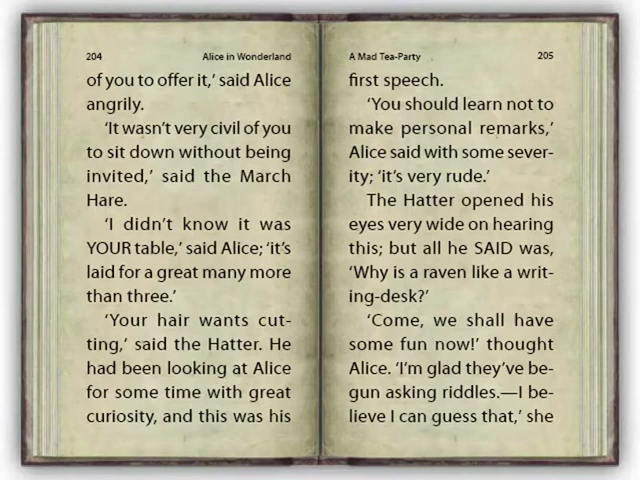 204 Alice in Wonderland
of you to offer it,’ said Alice
angrily.
‘It wasn’t very civil of you
to sit down without being
invited,’ said the March
Hare.
‘I didn’t know it was
YOUR table,’ said Alice; ‘it’s
laid for a great many more
than three.’
‘Your hair wants cut-
ting,’ said the Hatter. He
had been looking at Alice
for some time with great
curiosity, and this was his
A Mad Tea-Party 205
first speech.
‘You should learn not to
make personal remarks,’
Alice said with some sever-
ity; ‘it’s very rude.’
The Hatter opened his
eyes very wide on hearing
this; but all he SAID was,
‘Why is a raven like a writ-
ing-desk?’
‘Come, we shall have
some fun now!’ thought
Alice. ‘I’m glad they’ve be-
gun asking riddles.—I be-
lieve I can guess that,’ she